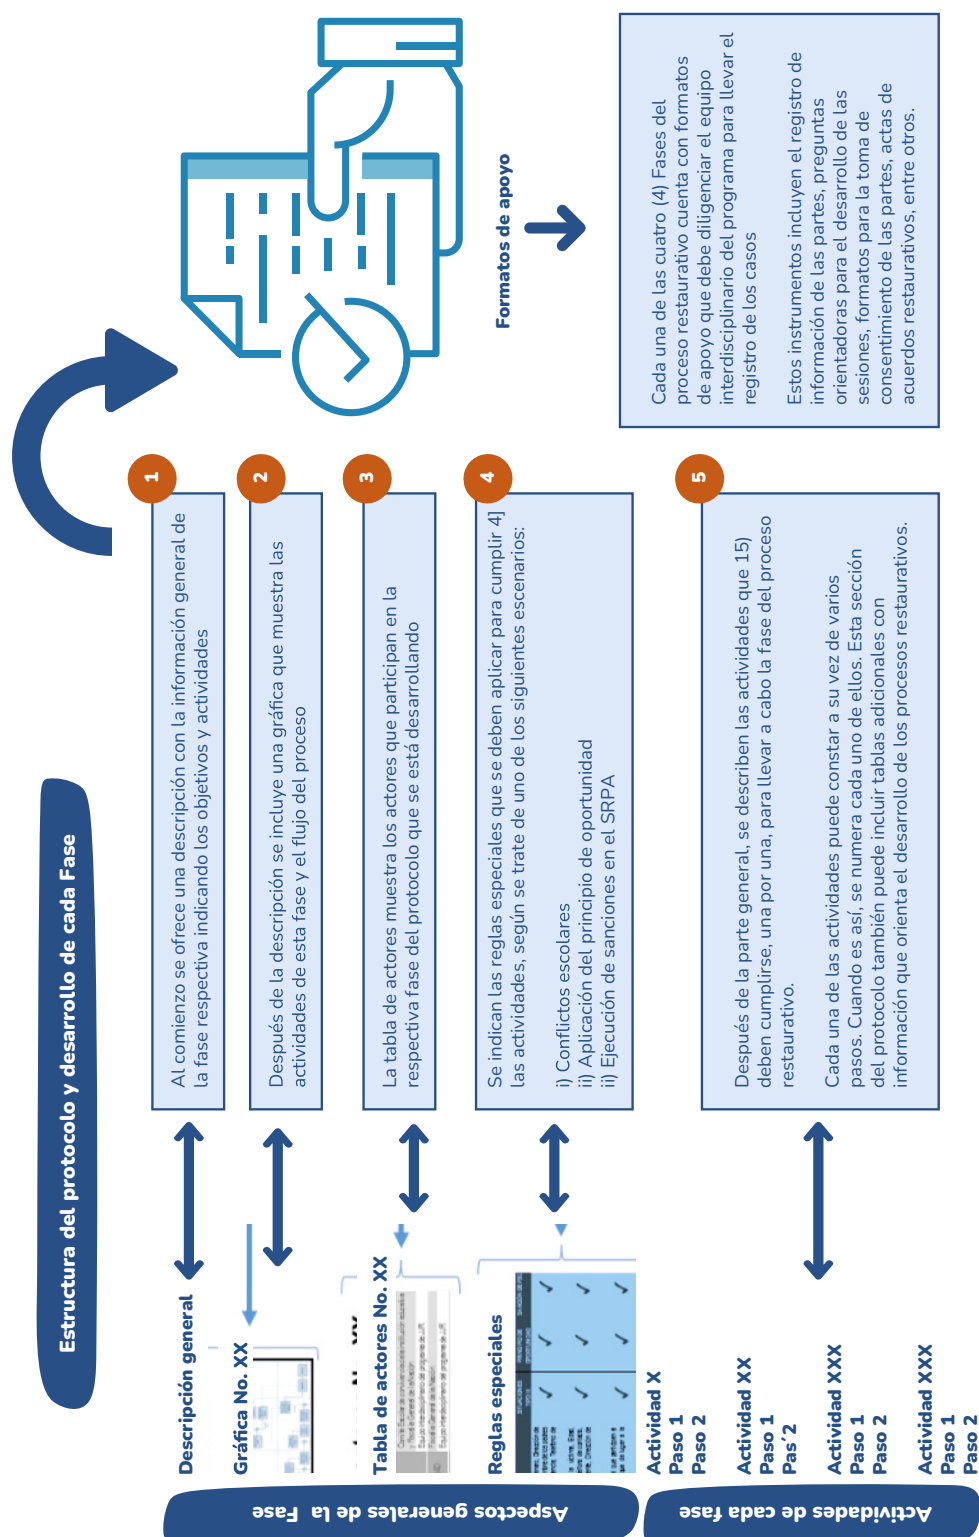 Estructura del protocolo y desarrollo de cada Fase
Aspectos generales de la Fase
Descripción general
1
Al comienzo se ofrece una descripción con la información general de
la fase respectiva indicando los objetivos y actividades
Gráfica No. XX
2
Después de la descripción se incluye una gráfica que muestra las
actividades de esta fase y el flujo del proceso
Tabla de actores No. XX
3
La tabla de actores muestra los actores que participan en la
respectiva fase del protocolo que se está desarrollando
Reglas especiales
4
Se indican las reglas especiales que se deben aplicar para cumplir 4]
las actividades, según se trate de uno de los siguientes escenarios:
i) Conflictos escolares
ii) Aplicación del principio de oportunidad
ii) Ejecución de sanciones en el SRPA
Actividades de cada fase
Actividad X
Paso 1
Paso 2
Actividad XX
Paso 1
Pas´2
Actividad XXX
Paso 1
Paso 2
Actividad XXX
Paso 1
Paso 2
5
Después de la parte general, se describen las actividades que 15)
deben cumplirse, una por una, para llevar a cabo la fase del proceso
restaurativo.
Cada una de las actividades puede constar a su vez de varios
pasos. Cuando es así, se numera cada uno de ellos. Esta sección
del protocolo también puede incluir tablas adicionales con
información que orienta el desarrollo de los procesos restaurativos.
Formatos de apoyo
Cada una de las cuatro (4) Fases del
proceso restaurativo cuenta con formatos
de apoyo que debe diligenciar el equipo
interdisciplinario del programa para llevar el
registro de los casos
Estos instrumentos incluyen el registro de
información de las partes, preguntas
orientadoras para el desarrollo de las
sesiones, formatos para la toma de
consentimiento de las partes, actas de
acuerdos restaurativos, entre otros.